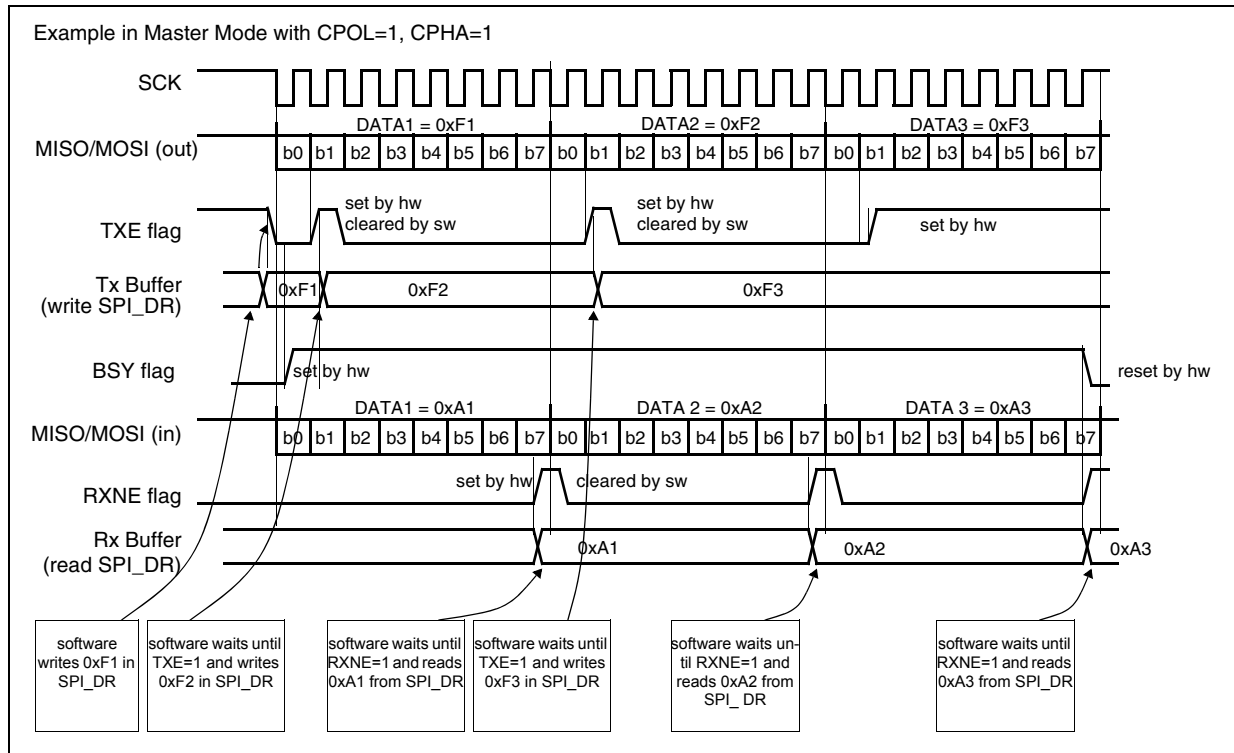 Example in Master Mode with CPOL=1, CPHA=1
SCK
DATA1 = 0xF1 DATA2 = 0xF2 DATA3 = 0xF3
MISO/MOSI (out) b0 b1 b2 b3 b4 b5 b6 b7 b0 b1 b2 b3 b4 b5 b6 b7 b0 b1 b2 b3 b4 b5 b6 b7
set by hw set by hw
cleared by sw cleared by sw
TXE flag set by hw
Tx Buffer
(write SPI_DR)
0xF1 0xF2 0xF3
BSY flag set by hw reset by hw
DATA1 = 0xA1 DATA 2 = 0xA2 DATA 3 = 0xA3
MISO/MOSI (in) b0 b1 b2 b3 b4 b5 b6 b7 b0 b1 b2 b3 b4 b5 b6 b7 b0 b1 b2 b3 b4 b5 b6 b7
RXNE flag set by hw cleared by sw
Rx Buffer
(read SPI_DR)
0xA1 0xA2 0xA3
software
writes 0xF1 in
SPI_DR
software waits until
TXE=1 and writes
0xF2 in SPI_DR
software waits until
RXNE=1 and reads
0xA1 from SPI_DR
software waits until
TXE=1 and writes
0xF3 in SPI_DR
software waits un-
til RXNE=1 and
reads 0xA2 from
SPI_ DR
software waits until
RXNE=1 and reads
0xA3 from SPI_DR